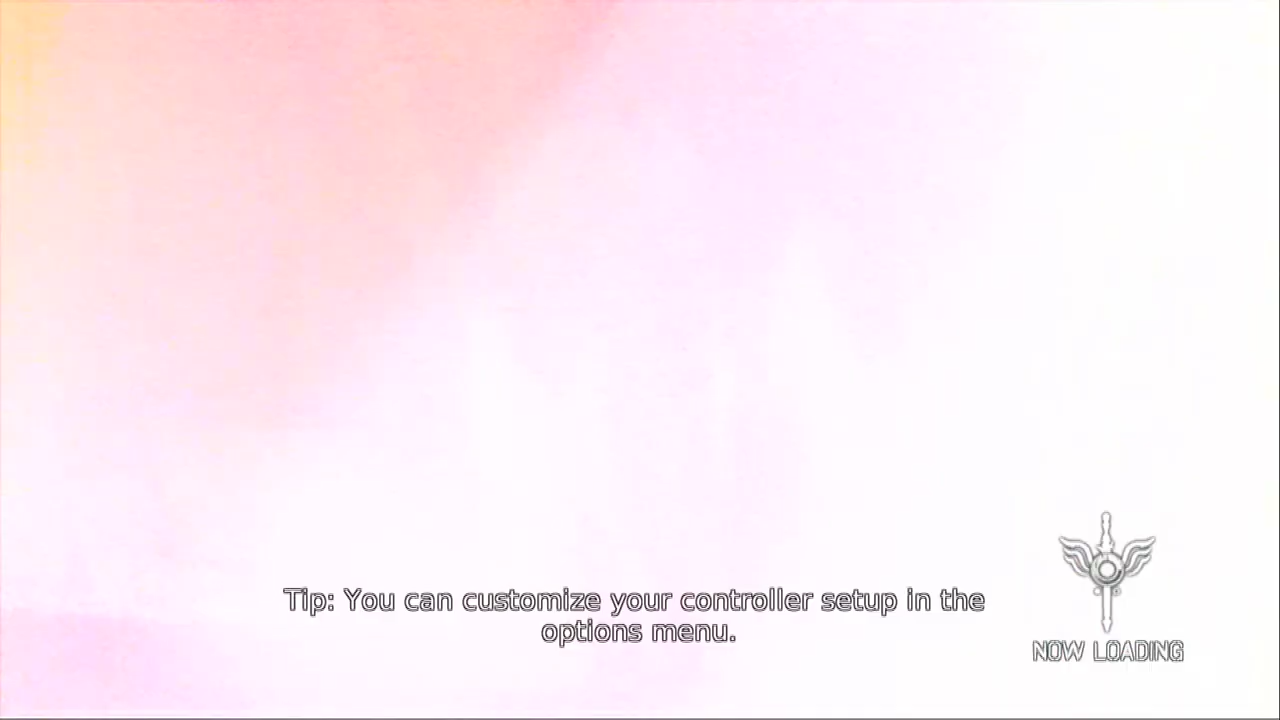 Tip: You can customize your controller setup in the
options menu.
NOW LOADING